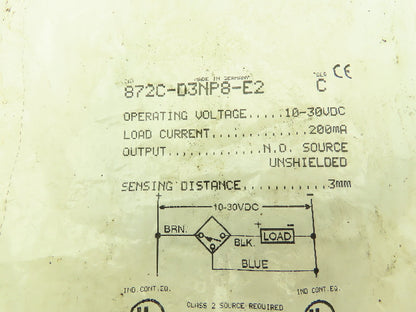 MADE IN GERMANY
872C-D3NP8-E2 C CE
OPERATING VOLTAGE.....10-30VDC
LOAD CURRENT.............200mA
OUTPUT.............N.O. SOURCE
UNSHIELDED
SENSING DISTANCE...........3mm
+ -
10-30VDC
BRN. + -
BLK. LOAD
BLUE
IND.CONT.EQ. IND CONT.EQ.
CLASS 2 SOURCE REQUIRED